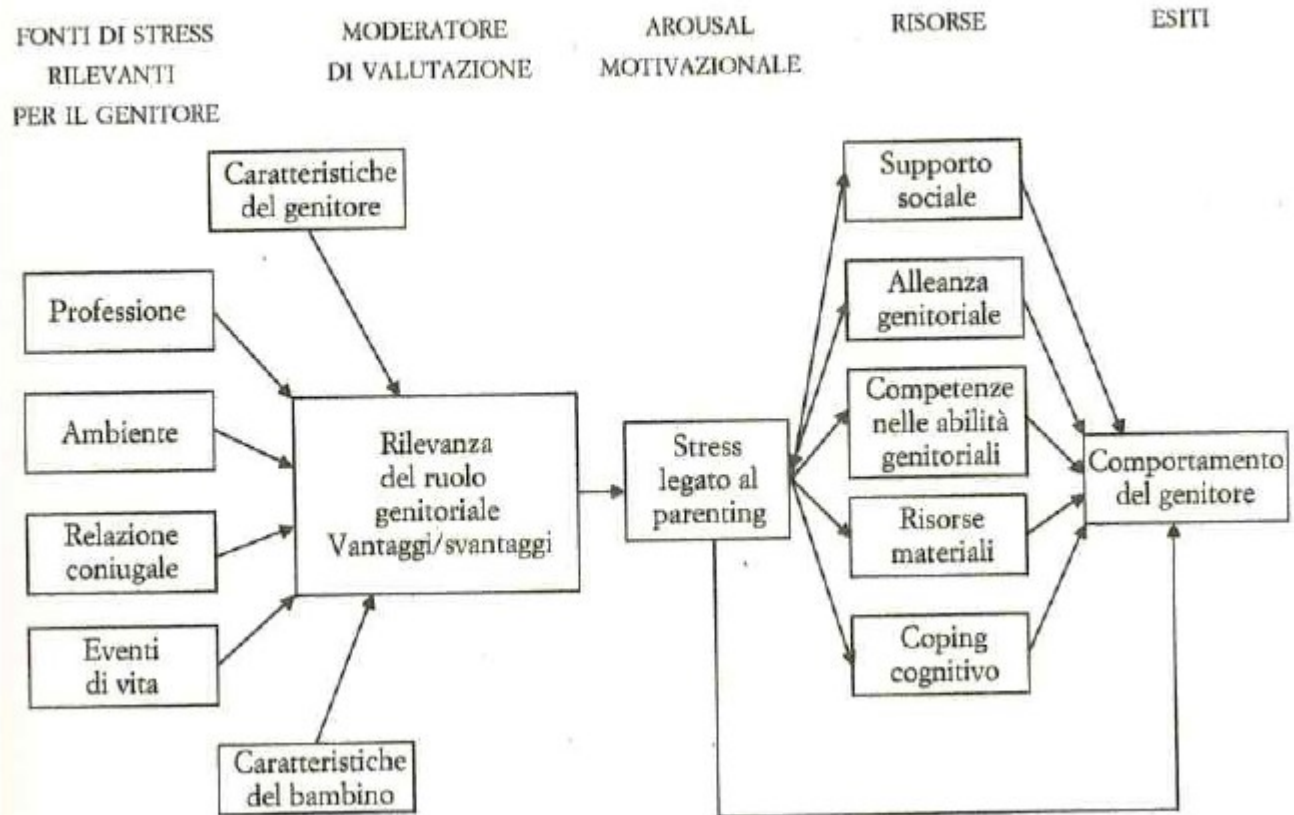 FONTI DI STRESS
RILEVANTI
PER IL GENITORE
MODERATORE
DI VALUTAZIONE
AROUSAL
MOTIVAZIONALE
RISORSE
ESITI
Caratteristiche
del genitore
Professione
Ambiente
Relazione
coniugale
Eventi
di vita
Caratteristiche
del bambino
Rilevanza
del ruolo
genitoriale
Vantaggi/svantaggi
Stress
legato al
parenting
Supporto
sociale
Alleanza
genitoriale
Competenze
nelle abilità
genitoriali
Risorse
materiali
Coping
cognitivo
Comportamento
del genitore